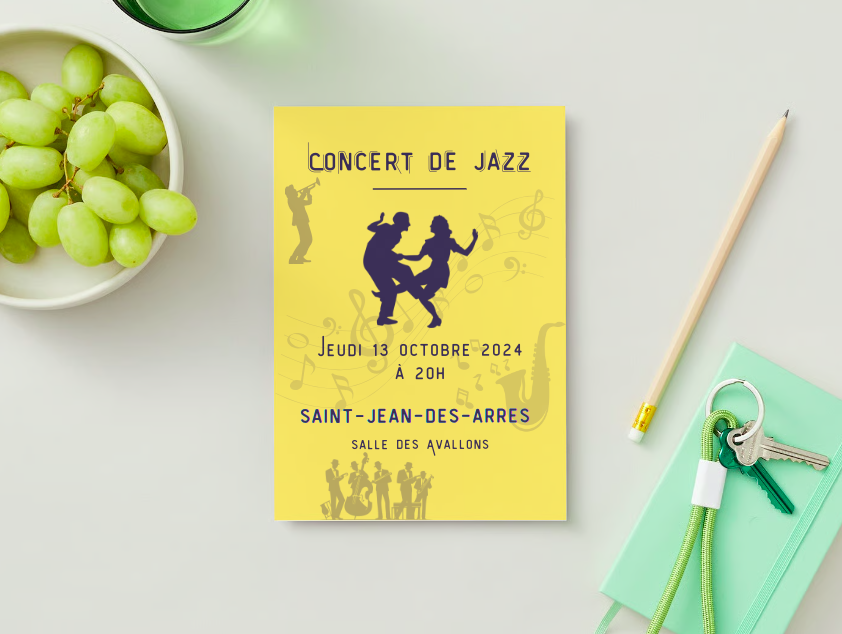 CONCERT DE JAZZ
JEUDI 13 OCTOBRE 2024
À 20H
SAINT-JEAN-DES-ARRES
SALLE DES AVALLONS